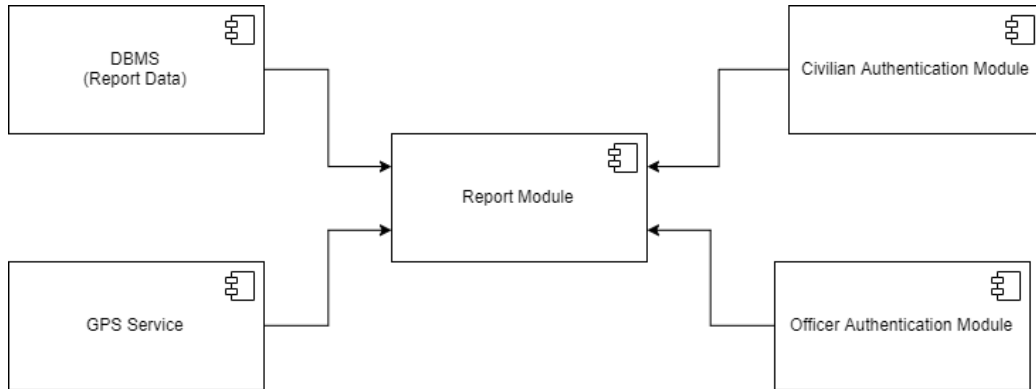 DBMS
(Report Data)
Civilian Authentication Module
Report Module
GPS Service
Officer Authentication Module